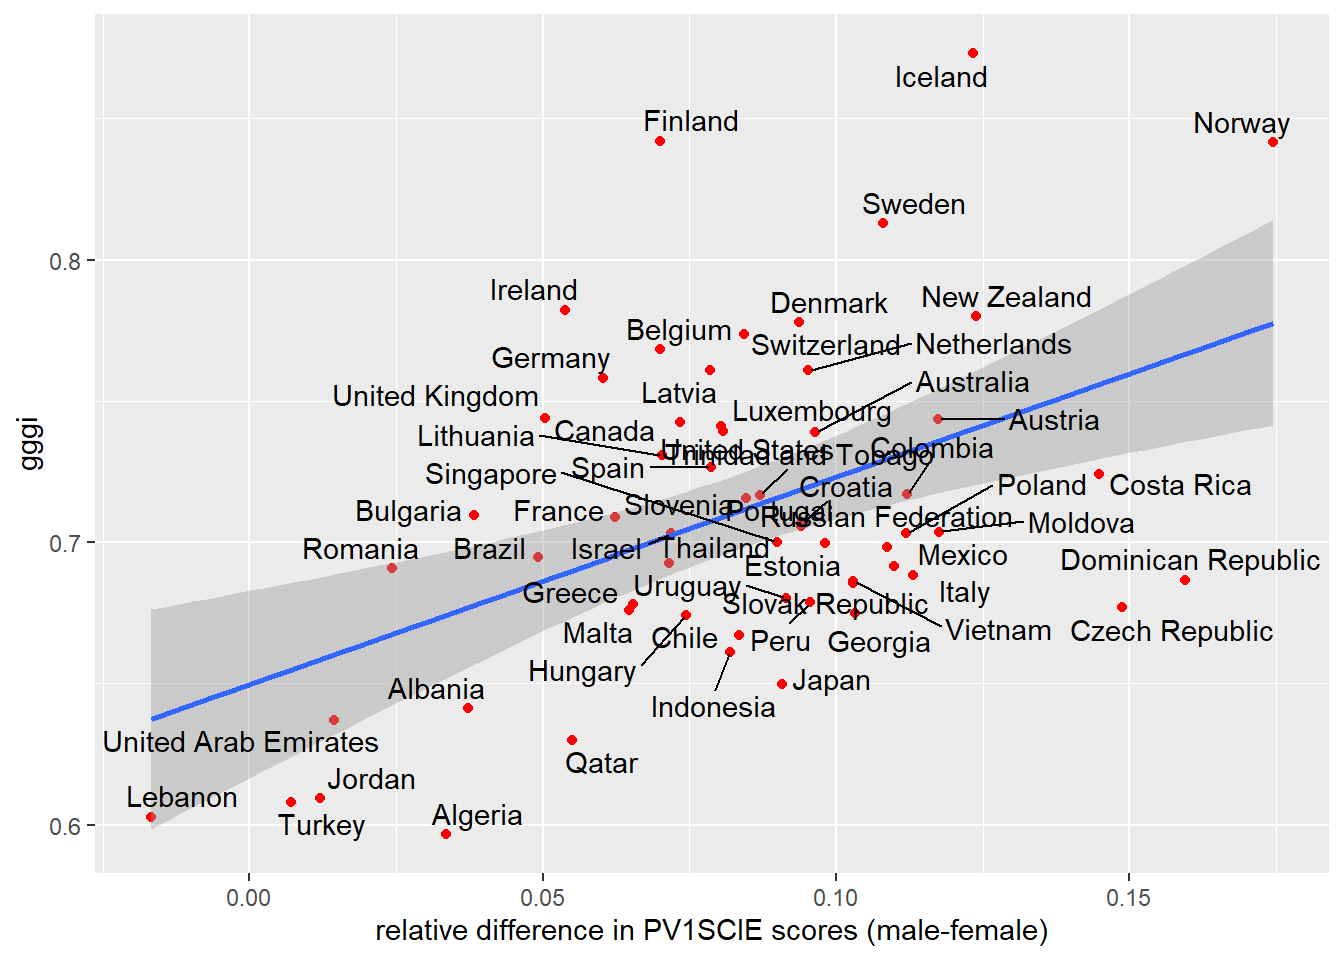 Iceland
Finland
Norway
Sweden
Ireland
Denmark
New Zealand
Belgium
Switzerland
Netherlands
Germany
United Kingdom
Latvia
Australia
Luxembourg
Austria
Lithuania
Canada
United States
Trinidad and Tobago
Colombia
Singapore
Spain
Croatia
Poland
Costa Rica
Bulgaria
France
Slovenia
Portugal
Russian Federation
Moldova
Romania
Brazil
Israel
Thailand
Mexico
Dominican Republic
Estonia
Greece
Uruguay
Slovak Republic
Italy
Malta
Chile
Peru
Georgia
Vietnam
Czech Republic
Hungary
Indonesia
Japan
Albania
United Arab Emirates
Qatar
Jordan
Lebanon
Turkey
Algeria
0.8
0.7
0.6
gggi
0.00
0.05
0.10
0.15
relative difference in PV1SCIE scores (male-female)